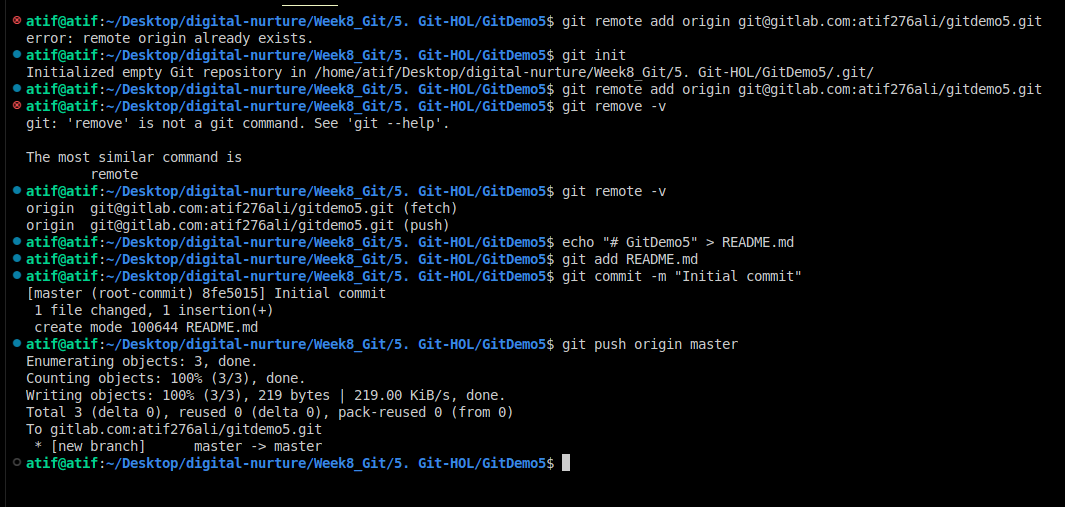 atif@atif:~/Desktop/digital-nurture/Week8_Git/5. Git-HOL/GitDemo5$ git remote add origin git@gitlab.com:atif276ali/gitdemo5.git
error: remote origin already exists.
atif@atif:~/Desktop/digital-nurture/Week8_Git/5. Git-HOL/GitDemo5$ git init
Initialized empty Git repository in /home/atif/Desktop/digital-nurture/Week8_Git/5. Git-HOL/GitDemo5/.git/
atif@atif:~/Desktop/digital-nurture/Week8_Git/5. Git-HOL/GitDemo5$ git remote add origin git@gitlab.com:atif276ali/gitdemo5.git
atif@atif:~/Desktop/digital-nurture/Week8_Git/5. Git-HOL/GitDemo5$ git remove -v
git: 'remove' is not a git command. See 'git --help'.
The most similar command is
        remote
atif@atif:~/Desktop/digital-nurture/Week8_Git/5. Git-HOL/GitDemo5$ git remote -v
origin  git@gitlab.com:atif276ali/gitdemo5.git (fetch)
origin  git@gitlab.com:atif276ali/gitdemo5.git (push)
atif@atif:~/Desktop/digital-nurture/Week8_Git/5. Git-HOL/GitDemo5$ echo "# GitDemo5" > README.md
atif@atif:~/Desktop/digital-nurture/Week8_Git/5. Git-HOL/GitDemo5$ git add README.md
atif@atif:~/Desktop/digital-nurture/Week8_Git/5. Git-HOL/GitDemo5$ git commit -m "Initial commit"
[master (root-commit) 8fe5015] Initial commit
 1 file changed, 1 insertion(+)
 create mode 100644 README.md
atif@atif:~/Desktop/digital-nurture/Week8_Git/5. Git-HOL/GitDemo5$ git push origin master
Enumerating objects: 3, done.
Counting objects: 100% (3/3), done.
Writing objects: 100% (3/3), 219 bytes | 219.00 KiB/s, done.
Total 3 (delta 0), reused 0 (delta 0), pack-reused 0 (from 0)
To gitlab.com:atif276ali/gitdemo5.git
 * [new branch]      master -> master
atif@atif:~/Desktop/digital-nurture/Week8_Git/5. Git-HOL/GitDemo5$